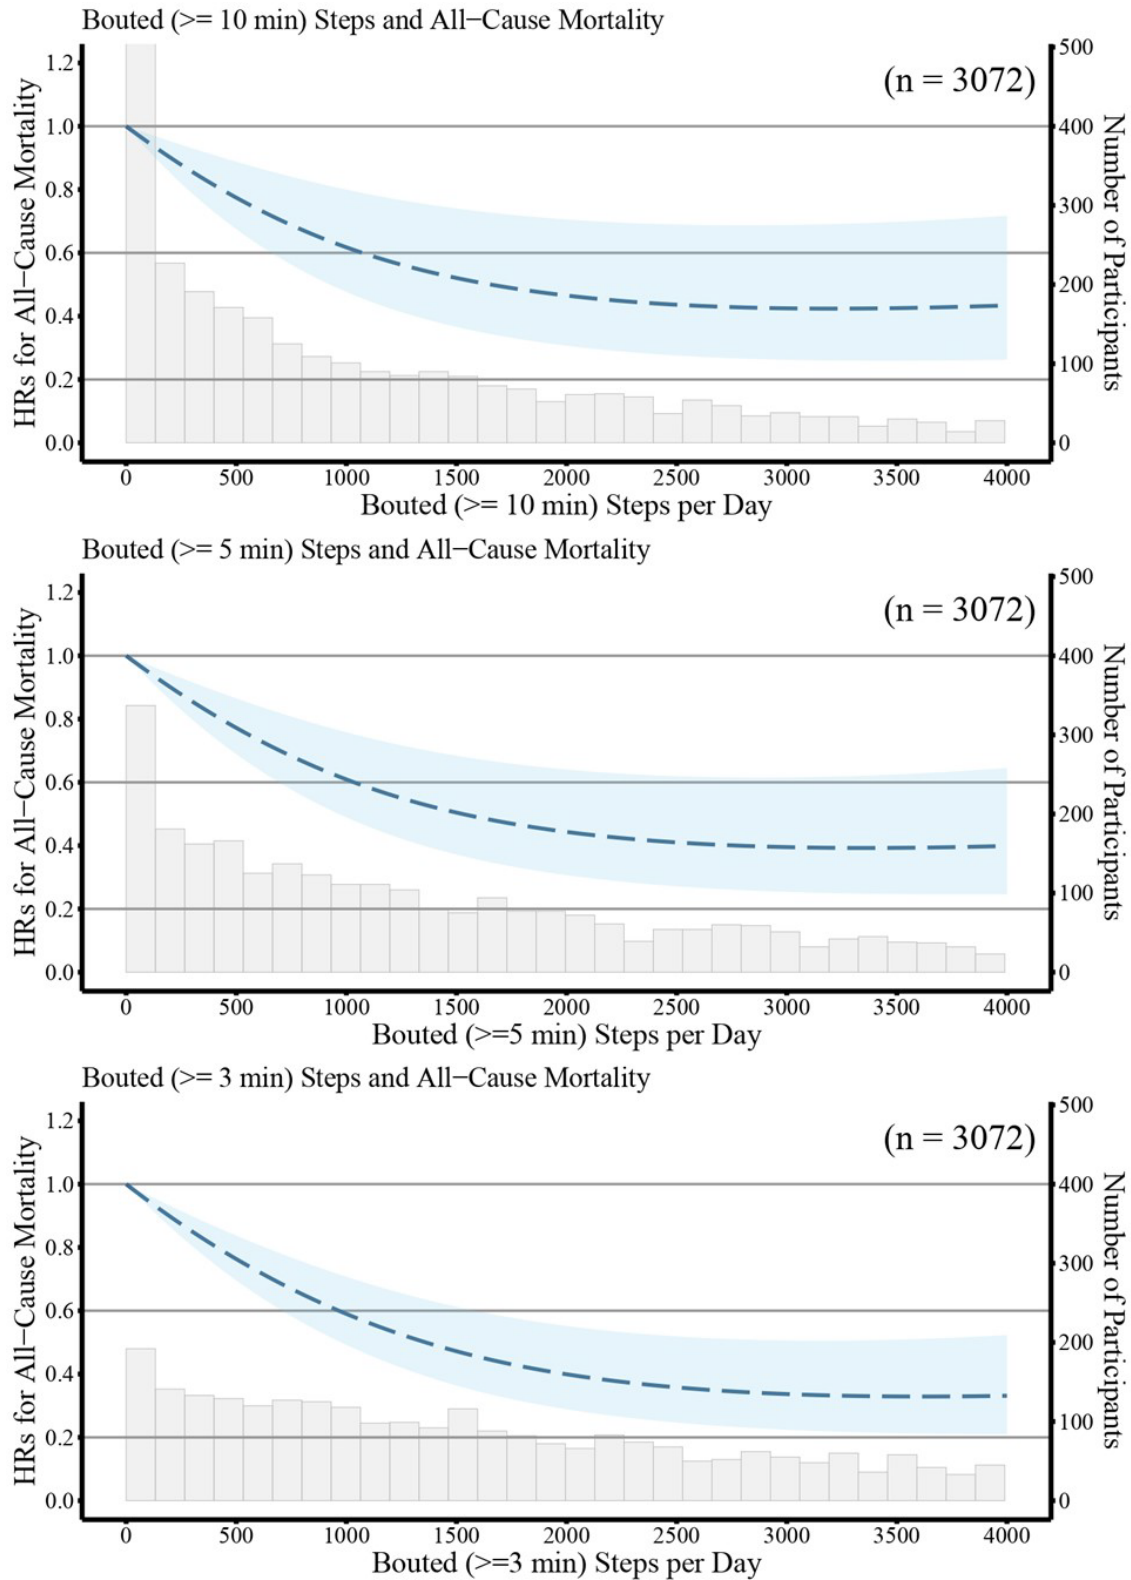 Bouted (>= 10 min) Steps and All−Cause Mortality
(n = 3072)
HRs for All−Cause Mortality
1.2
1.0
0.8
0.6
0.4
0.2
0.0
500
400
300
200
100
0
Number of Participants
0 500 1000 1500 2000 2500 3000 3500 4000
Bouted (>= 10 min) Steps per Day
Bouted (>= 5 min) Steps and All−Cause Mortality
(n = 3072)
HRs for All−Cause Mortality
1.2
1.0
0.8
0.6
0.4
0.2
0.0
500
400
300
200
100
0
Number of Participants
0 500 1000 1500 2000 2500 3000 3500 4000
Bouted (>=5 min) Steps per Day
Bouted (>= 3 min) Steps and All−Cause Mortality
(n = 3072)
HRs for All−Cause Mortality
1.2
1.0
0.8
0.6
0.4
0.2
0.0
500
400
300
200
100
0
Number of Participants
0 500 1000 1500 2000 2500 3000 3500 4000
Bouted (>=3 min) Steps per Day